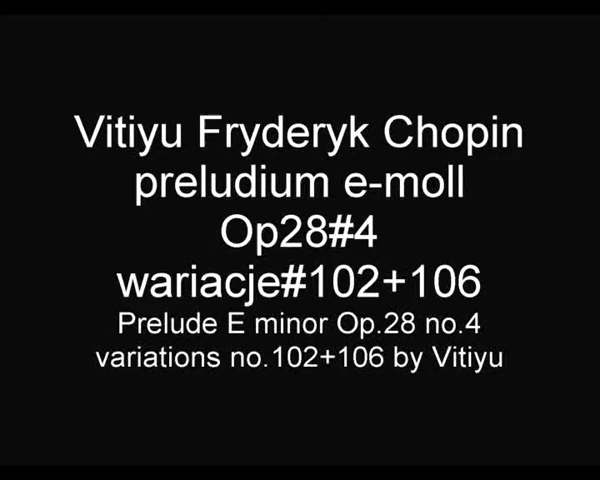 Vitiyu Fryderyk Chopin
preludium e-moll
Op28#4
wariacje#102+106
Prelude E minor Op.28 no.4
variations no.102+106 by Vitiyu